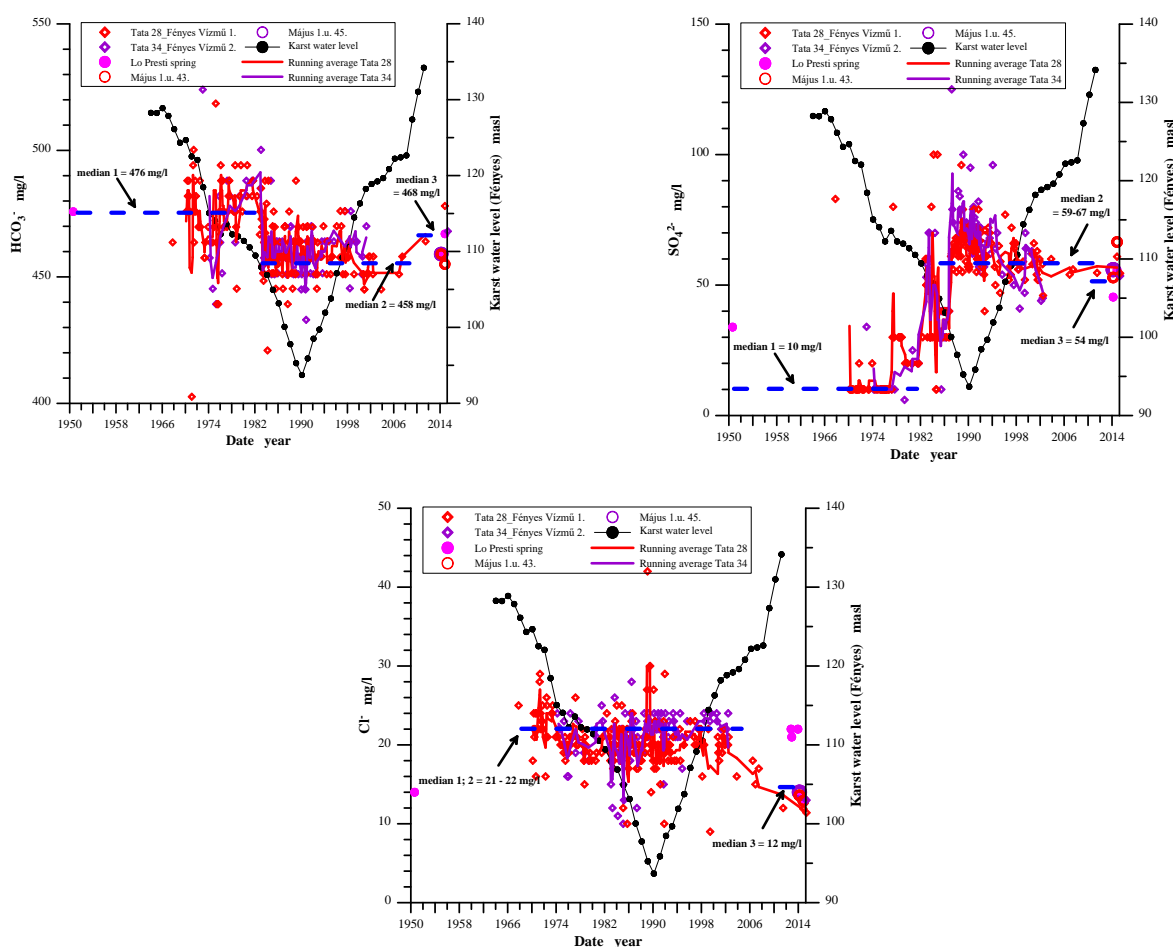 550
500
450
400
HCO₃⁻ mg/l
140
130
120
110
100
90
Karst water level (Fényes) masl
Tata 28_Fényes Vízmű 1.
Tata 34_Fényes Vízmű 2.
Lo Presti spring
Május 1.u. 43.
Május 1.u. 45.
Karst water level
Running average Tata 28
Running average Tata 34
median 1 = 476 mg/l
median 3
= 468 mg/l
median 2 = 458 mg/l
1950 1958 1966 1974 1982 1990 1998 2006 2014
Date year
150
100
50
0
SO₄²⁻ mg/l
140
130
120
110
100
90
Karst water level (Fényes) masl
Tata 28_Fényes Vízmű 1.
Tata 34_Fényes Vízmű 2.
Lo Presti spring
Május 1.u. 43.
Május 1.u. 45.
Karst water level
Running average Tata 28
Running average Tata 34
median 1 = 10 mg/l
median 2
= 59-67 mg/l
median 3 = 54 mg/l
1950 1958 1966 1974 1982 1990 1998 2006 2014
Date year
50
40
30
20
10
0
Cl⁻ mg/l
140
130
120
110
100
90
Karst water level (Fényes) masl
Tata 28_Fényes Vízmű 1.
Tata 34_Fényes Vízmű 2.
Lo Presti spring
Május 1.u. 43.
Május 1.u. 45.
Karst water level
Running average Tata 28
Running average Tata 34
median 1; 2 = 21 - 22 mg/l
median 3 = 12 mg/l
1950 1958 1966 1974 1982 1990 1998 2006 2014
Date year